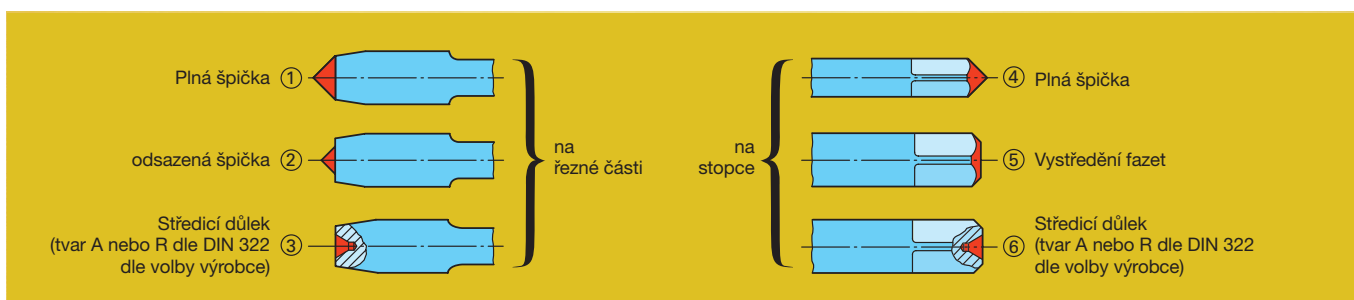 Plná špička ①
odsazená špička ②
Středicí důlek
(tvar A nebo R dle DIN 322 ③
dle volby výrobce)
na
řezné části
na
stopce
④ Plná špička
⑤ Vystředění fazet
Středicí důlek
⑥ (tvar A nebo R dle DIN 322
dle volby výrobce)